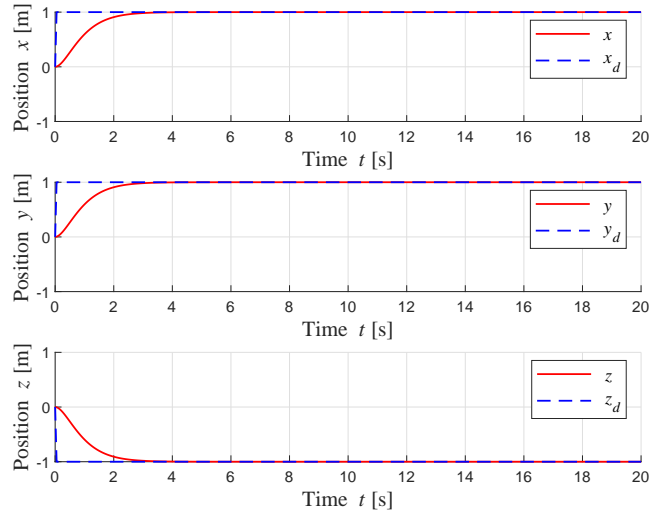 1
0
-1
Position x [m]
x
x_d
0 2 4 6 8 10 12 14 16 18 20
Time t [s]
1
0
-1
Position y [m]
y
y_d
0 2 4 6 8 10 12 14 16 18 20
Time t [s]
1
0
-1
Position z [m]
z
z_d
0 2 4 6 8 10 12 14 16 18 20
Time t [s]